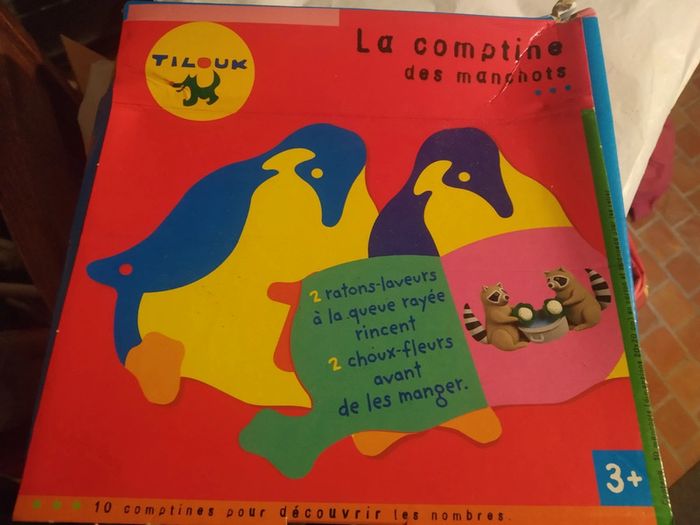 TILOUK
La comptine
des manchots
2 ratons-laveurs
à la queue rayée
rincent
2 choux-fleurs
avant
de les manger.
3+
10 comptines pour découvrir les nombres.